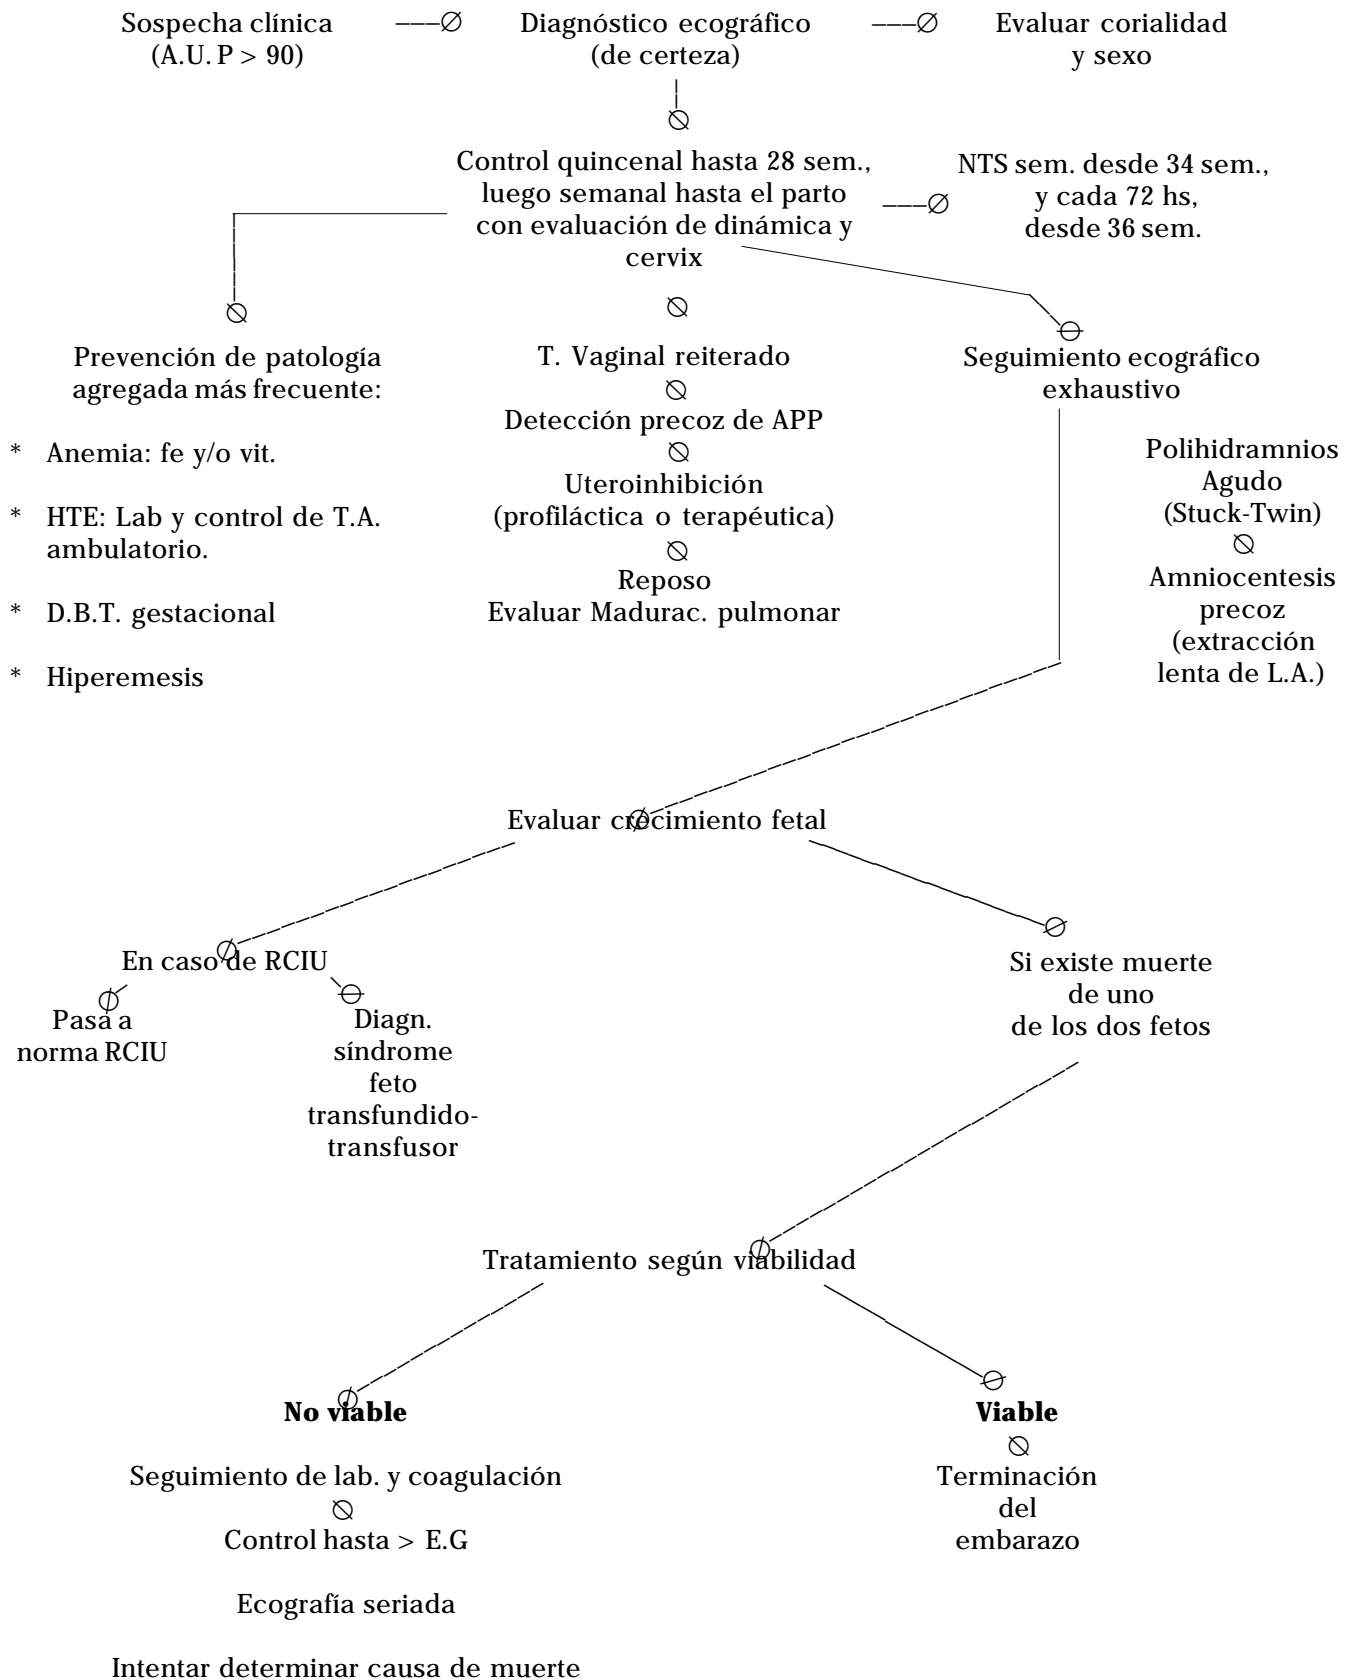 Sospecha clínica
(A.U. P > 90)
Diagnóstico ecográfico
(de certeza)
Evaluar corialidad
y sexo
Control quincenal hasta 28 sem.,
luego semanal hasta el parto
con evaluación de dinámica y
cervix
NTS sem. desde 34 sem.,
y cada 72 hs,
desde 36 sem.
Prevención de patología
agregada más frecuente:
* Anemia: fe y/o vit.
* HTE: Lab y control de T.A.
ambulatorio.
* D.B.T. gestacional
* Hiperemesis
T. Vaginal reiterado
Detección precoz de APP
Uteroinhibición
(profiláctica o terapéutica)
Reposo
Evaluar Madurac. pulmonar
Seguimiento ecográfico
exhaustivo
Polihidramnios
Agudo
(Stuck-Twin)
Amniocentesis
precoz
(extracción
lenta de L.A.)
Evaluar crecimiento fetal
En caso de RCIU
Pasa a
norma RCIU
Diagn.
síndrome
feto
transfundido-
transfusor
Si existe muerte
de uno
de los dos fetos
Tratamiento según viabilidad
No viable
Seguimiento de lab. y coagulación
Control hasta > E.G
Ecografía seriada
Intentar determinar causa de muerte
Viable
Terminación
del
embarazo